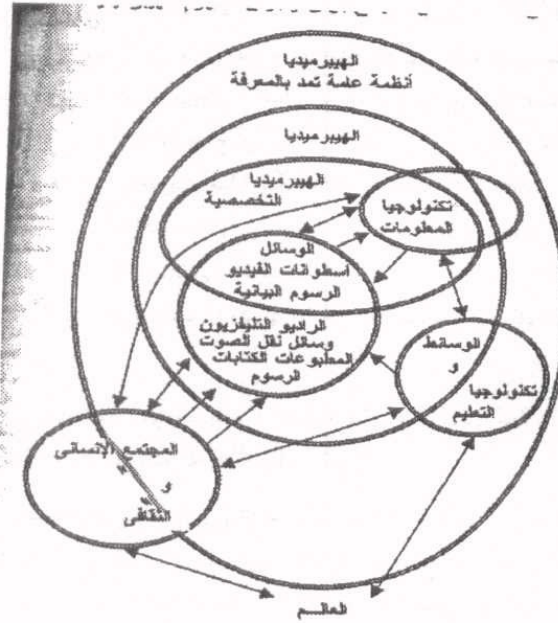 الهيبرميديا
أنظمة عامة تمد بالمعرفة
الهيبرميديا
الهيبرميديا
التخصصية
تكنولوجيا
المعلومات
الوسائل
أسطوانات الفيديو
الرسوم البيانية
الراديو التليفزيون
وسائل نقل الصوت
المطبوعات الكتابات
الرسوم
الوسائط
و
تكنولوجيا
التعليم
المجتمع الإنسانى
و
الثقافى
العالم